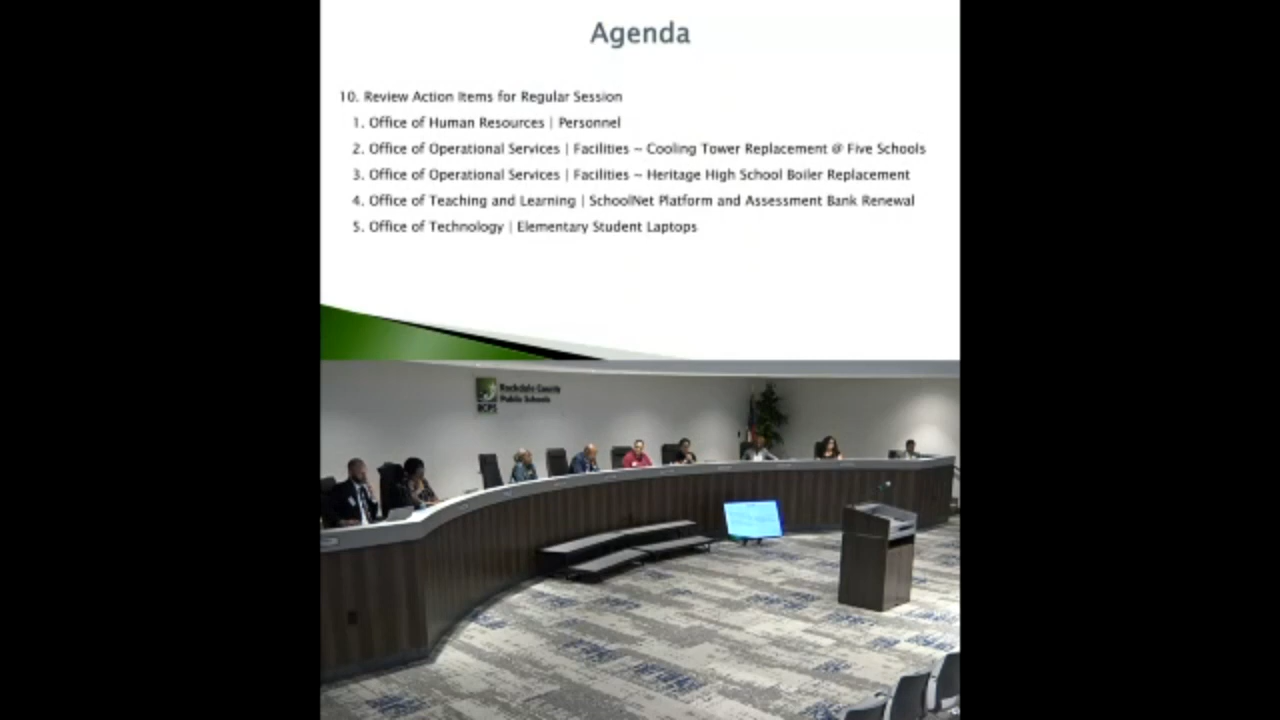 Agenda
10. Review Action Items for Regular Session
1. Office of Human Resources | Personnel
2. Office of Operational Services | Facilities ~ Cooling Tower Replacement @ Five Schools
3. Office of Operational Services | Facilities ~ Heritage High School Boiler Replacement
4. Office of Teaching and Learning | SchoolNet Platform and Assessment Bank Renewal
5. Office of Technology | Elementary Student Laptops
Rockdale County
Public Schools
RCPS